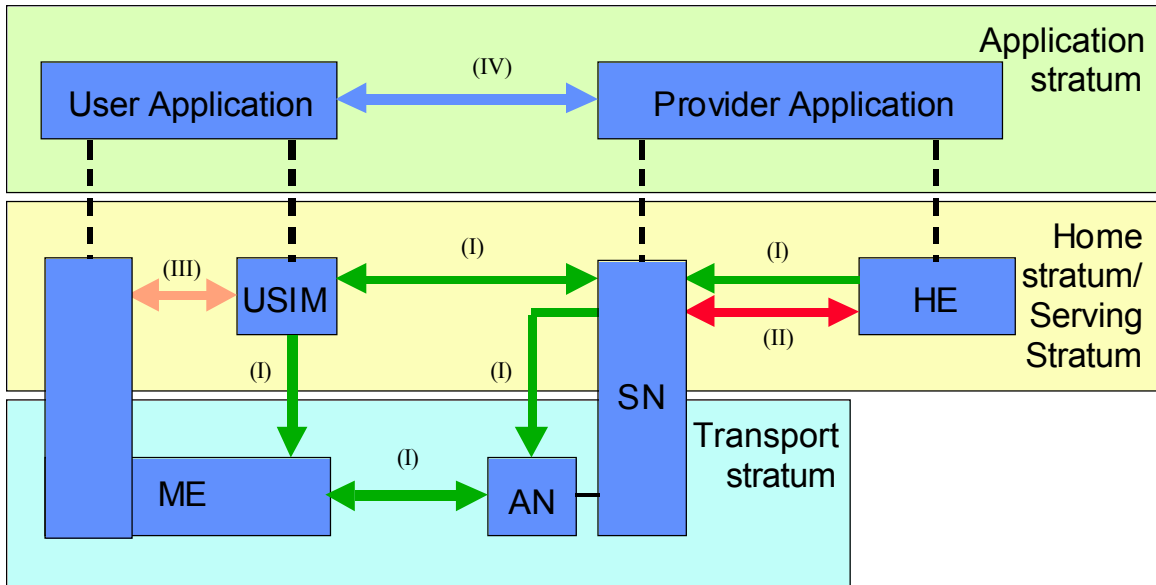 Application
stratum
(IV)
User Application
Provider Application
Home
stratum/
Serving
Stratum
(I)
(I)
(III)
USIM
HE
(II)
(I)
(I)
SN
Transport
stratum
(I)
ME
AN